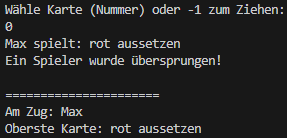 Wähle Karte (Nummer) oder -1 zum Ziehen:
0
Max spielt: rot aussetzen
Ein Spieler wurde übersprungen!
======================
Am Zug: Max
Oberste Karte: rot aussetzen